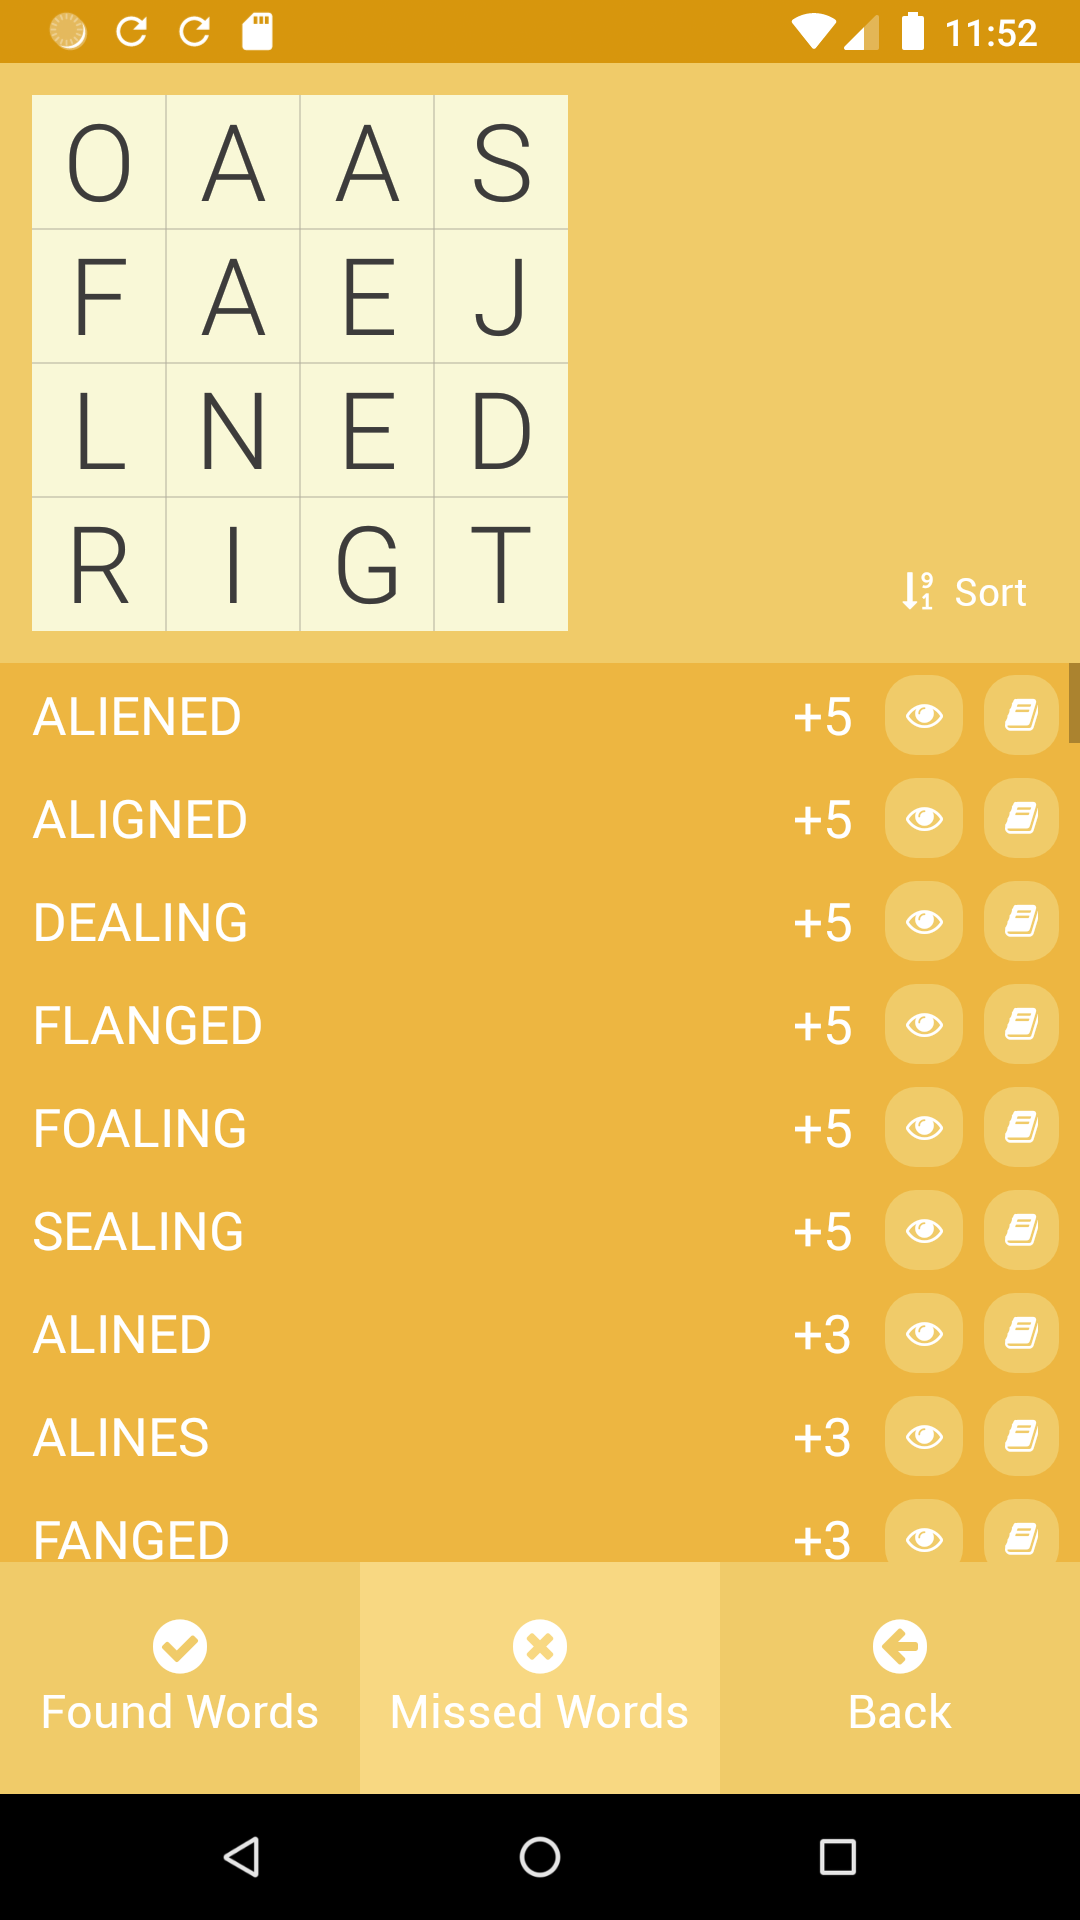 11:52
O A A S
F A E J
L N E D
R I G T
Sort
ALIENED +5
ALIGNED +5
DEALING +5
FLANGED +5
FOALING +5
SEALING +5
ALINED +3
ALINES +3
FANGED +3
Found Words Missed Words Back